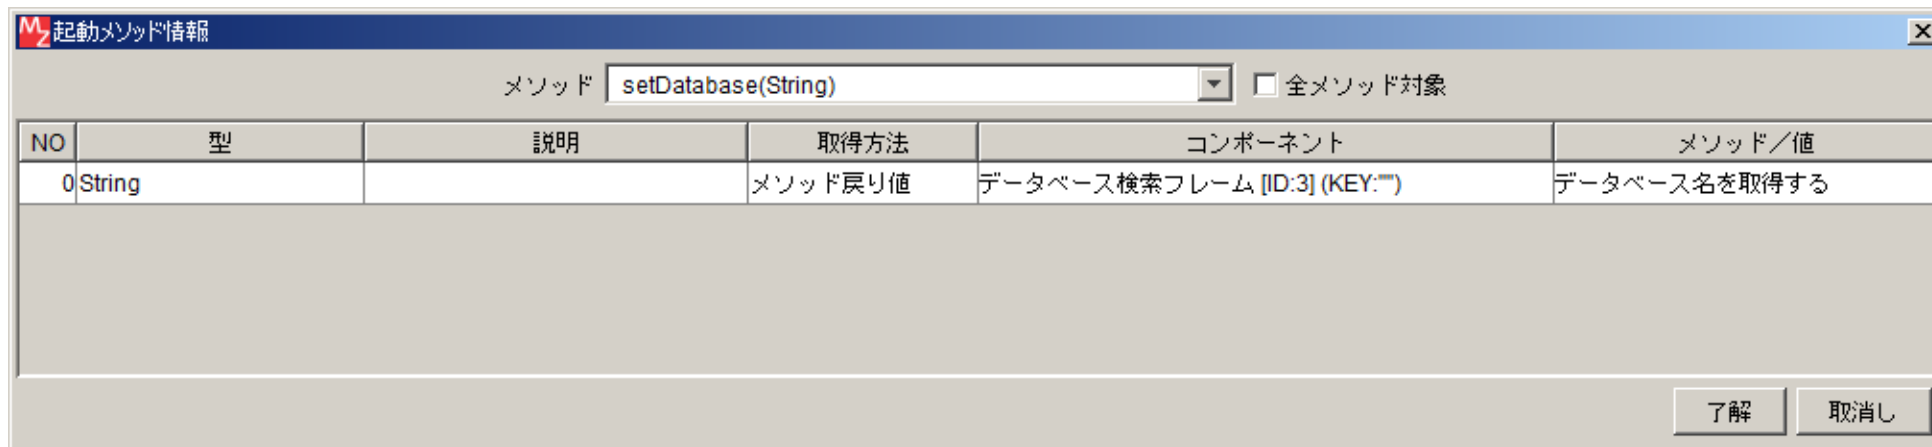 MZ起動メソッド情報
メソッド setDatabase(String) 全メソッド対象
NO 型 説明 取得方法 コンポーネント メソッド／値
0 String メソッド戻り値 データベース検索フレーム [ID:3] (KEY:"") データベース名を取得する
了解 取消し